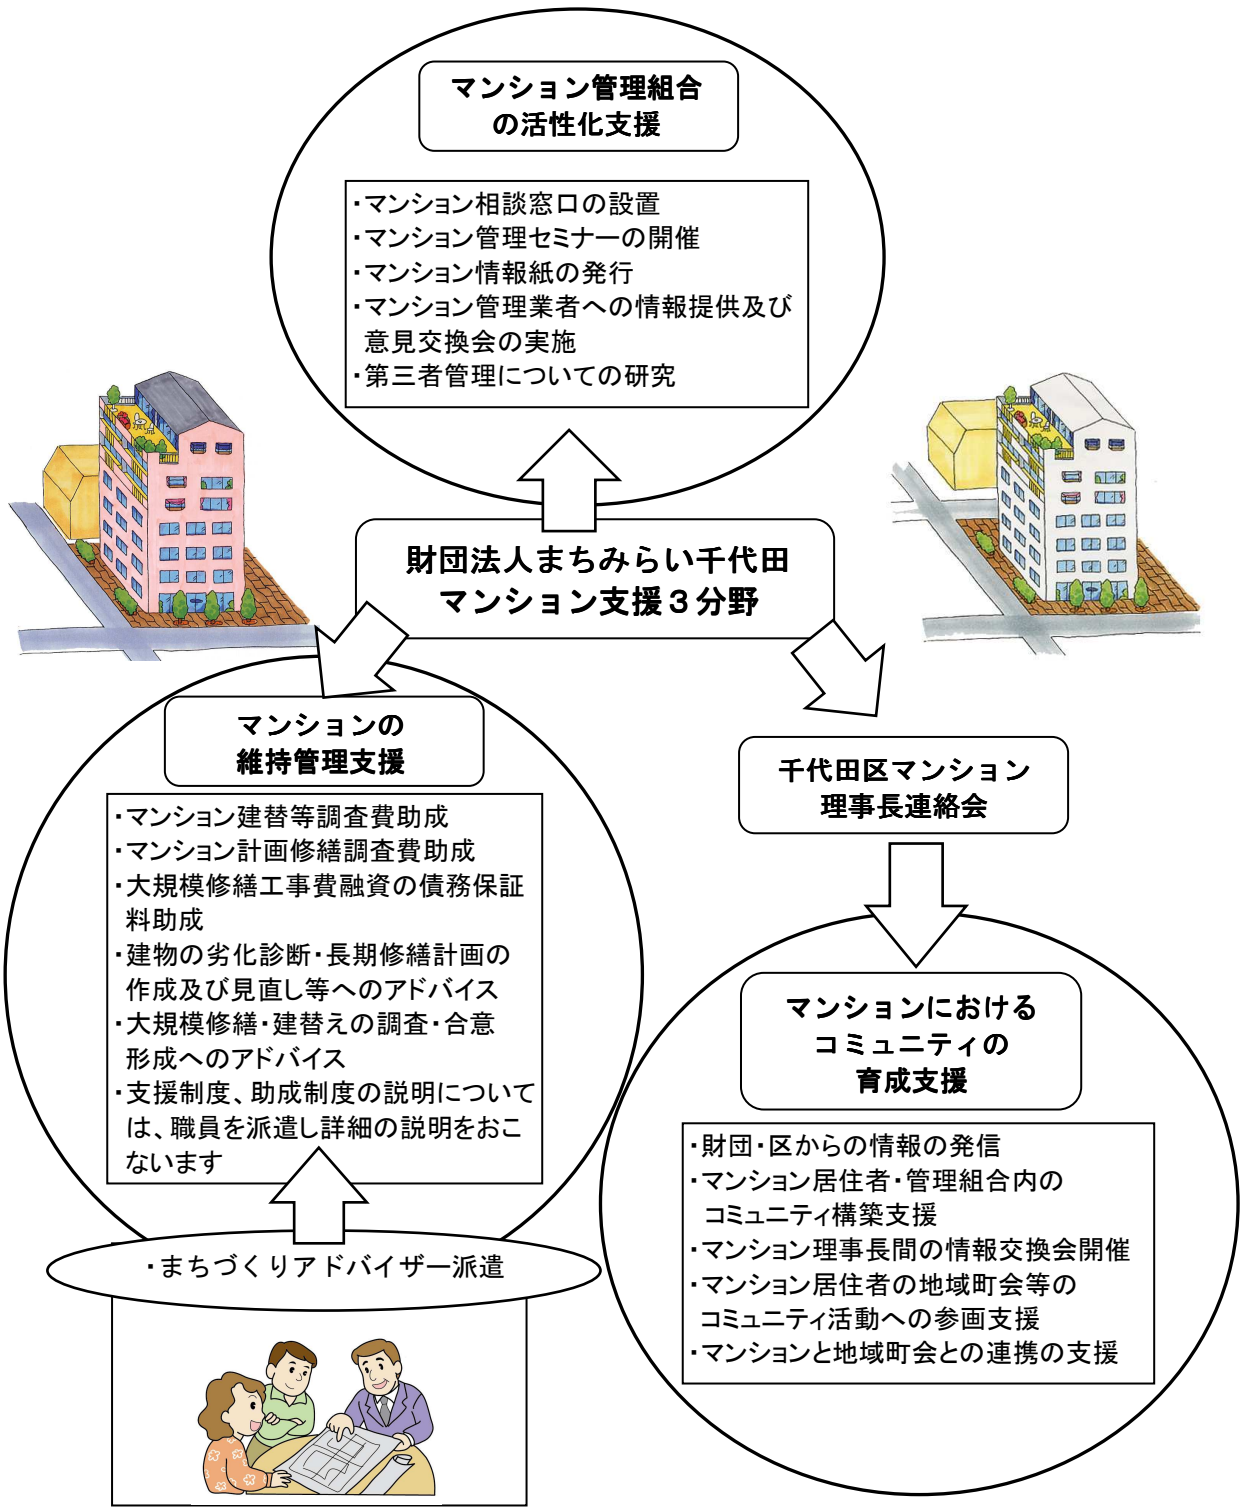 マンション管理組合
の活性化支援
・マンション相談窓口の設置
・マンション管理セミナーの開催
・マンション情報紙の発行
・マンション管理業者への情報提供及び
意見交換会の実施
・第三者管理についての研究
財団法人まちみらい千代田
マンション支援３分野
マンションの
維持管理支援
・マンション建替等調査費助成
・マンション計画修繕調査費助成
・大規模修繕工事費融資の債務保証
料助成
・建物の劣化診断・長期修繕計画の
作成及び見直し等へのアドバイス
・大規模修繕・建替えの調査・合意
形成へのアドバイス
・支援制度、助成制度の説明について
は、職員を派遣し詳細の説明をおこ
ないます
・まちづくりアドバイザー派遣
千代田区マンション
理事長連絡会
マンションにおける
コミュニティの
育成支援
・財団・区からの情報の発信
・マンション居住者・管理組合内の
コミュニティ構築支援
・マンション理事長間の情報交換会開催
・マンション居住者の地域町会等の
コミュニティ活動への参画支援
・マンションと地域町会との連携の支援